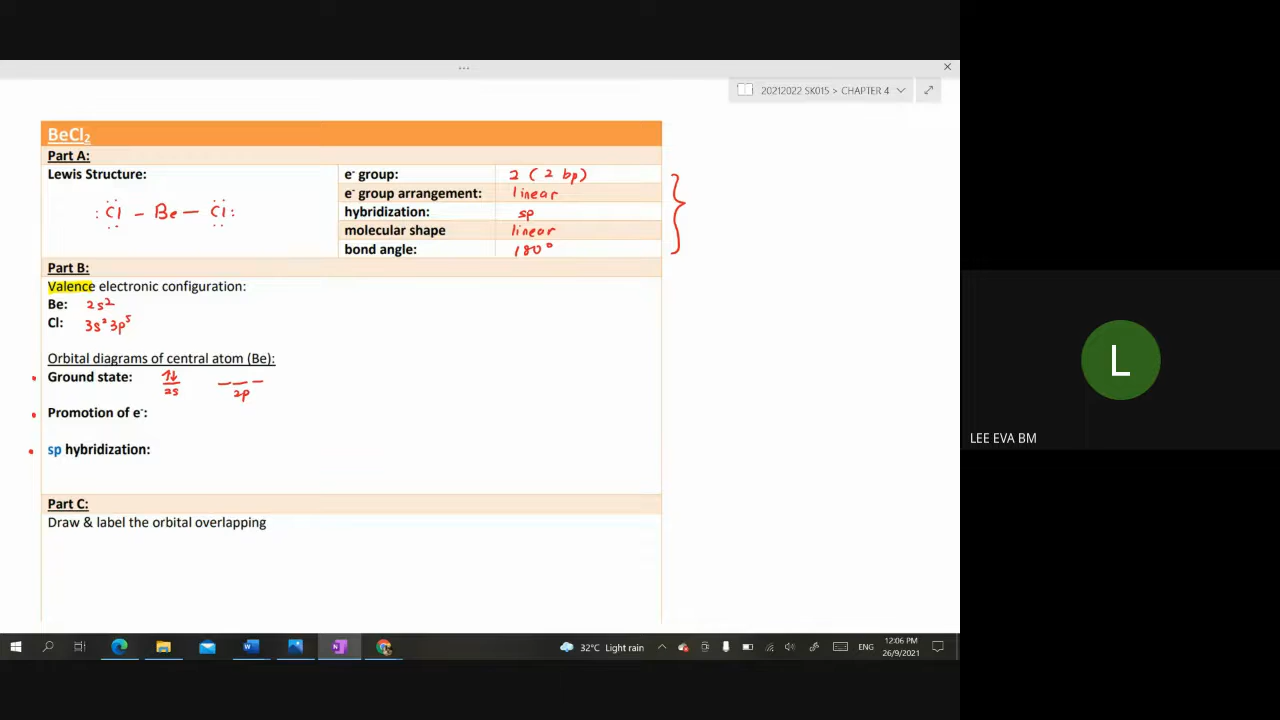 20212022 SK015 > CHAPTER 4
BeCl₂
Part A:
Lewis Structure:
:Cl - Be - Cl:
e⁻ group: 2 (2 bp)
e⁻ group arrangement: linear
hybridization: sp
molecular shape linear
bond angle: 180°
Part B:
Valence electronic configuration:
Be: 2s²
Cl: 3s² 3p⁵
Orbital diagrams of central atom (Be):
Ground state: ↑↓
2s 2p
Promotion of e⁻:
sp hybridization:
Part C:
Draw & label the orbital overlapping
L
LEE EVA BM
32°C Light rain
ENG
12:06 PM
26/9/2021